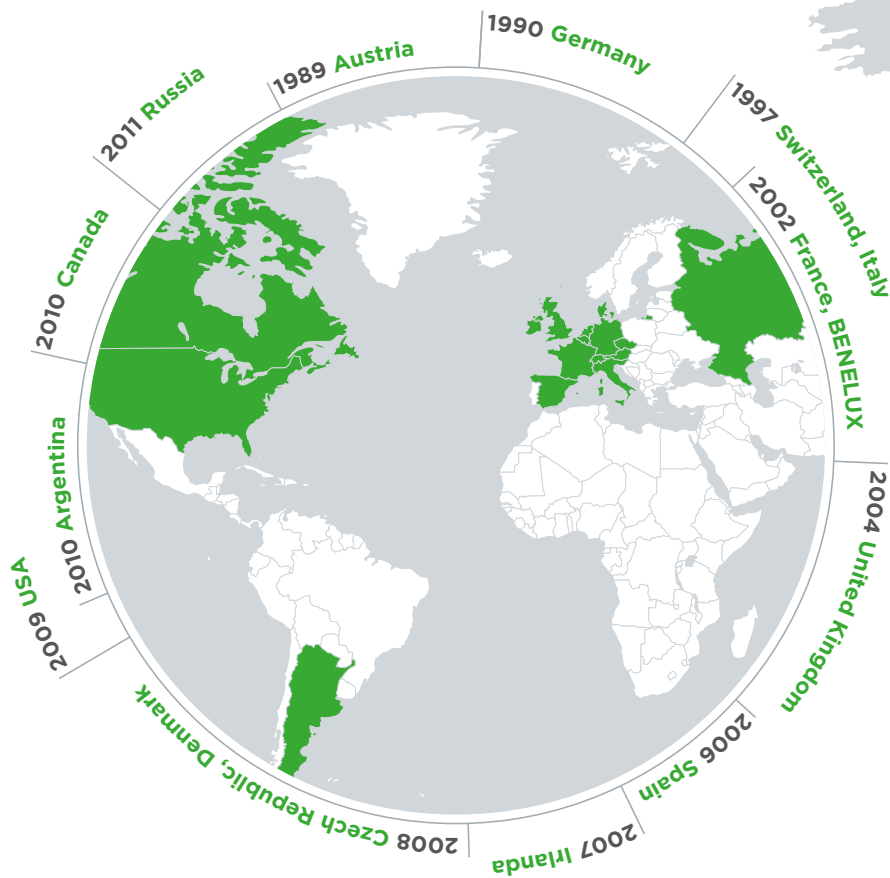 1989 Austria
1990 Germany
1997 Switzerland, Italy
2002 France, BENELUX
2004 United Kingdom
2006 Spain
2007 Irlanda
2008 Czech Republic, Denmark
2009 USA
2010 Argentina
2010 Canada
2011 Russia